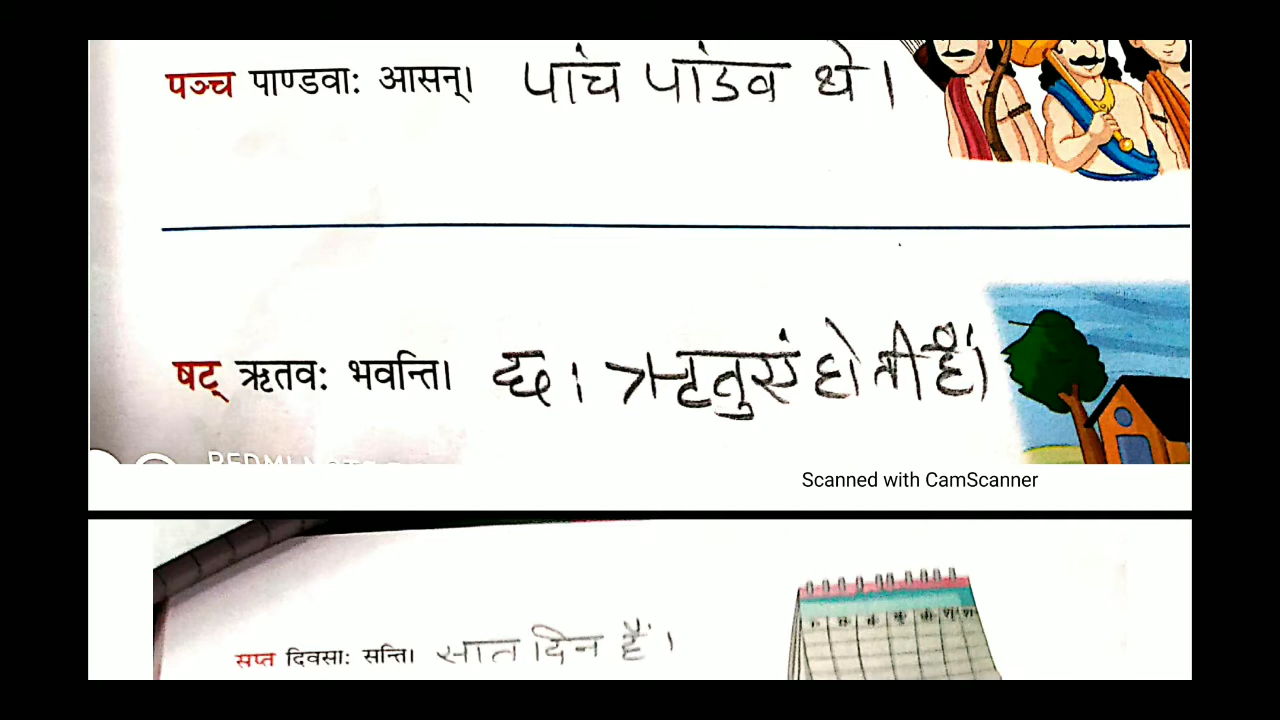 पञ्च पाण्डवाः आसन्। पांच पांडव थे।
षट् ऋतवः भवन्ति। छ। ऋतुएं होती हैं।
Scanned with CamScanner
सप्त दिवसाः सन्ति। सात दिन हैं।